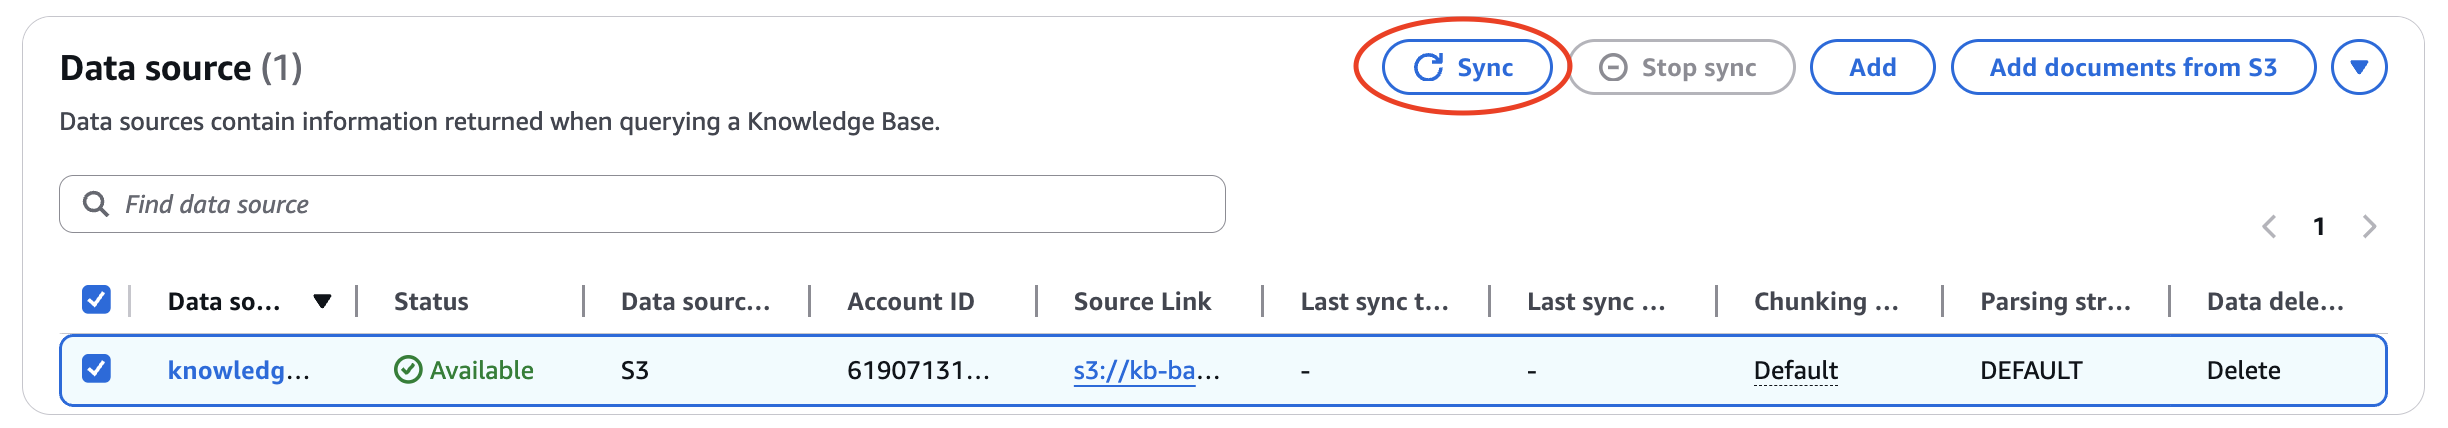 Data source (1)
Sync
Stop sync
Add
Add documents from S3
Data sources contain information returned when querying a Knowledge Base.
Find data source
1
Data so... Status Data sourc... Account ID Source Link Last sync t... Last sync ... Chunking ... Parsing str... Data dele...
knowledg... Available S3 61907131... s3://kb-ba... - - Default DEFAULT Delete